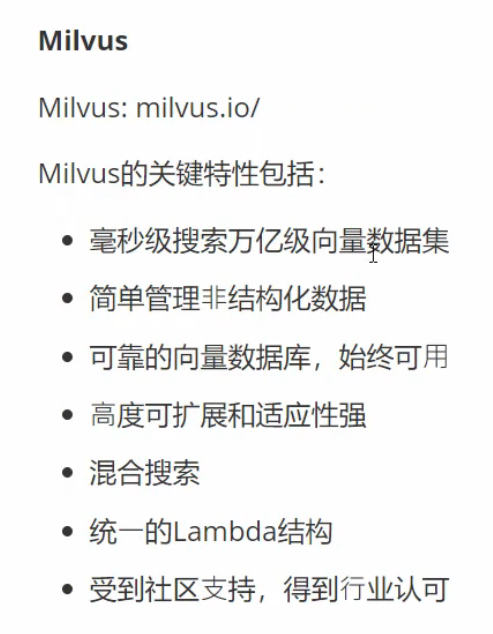 Milvus
Milvus: milvus.io/
Milvus的关键特性包括：
• 毫秒级搜索万亿级向量数据集
• 简单管理非结构化数据
• 可靠的向量数据库，始终可用
• 高度可扩展和适应性强
• 混合搜索
• 统一的Lambda结构
• 受到社区支持，得到行业认可